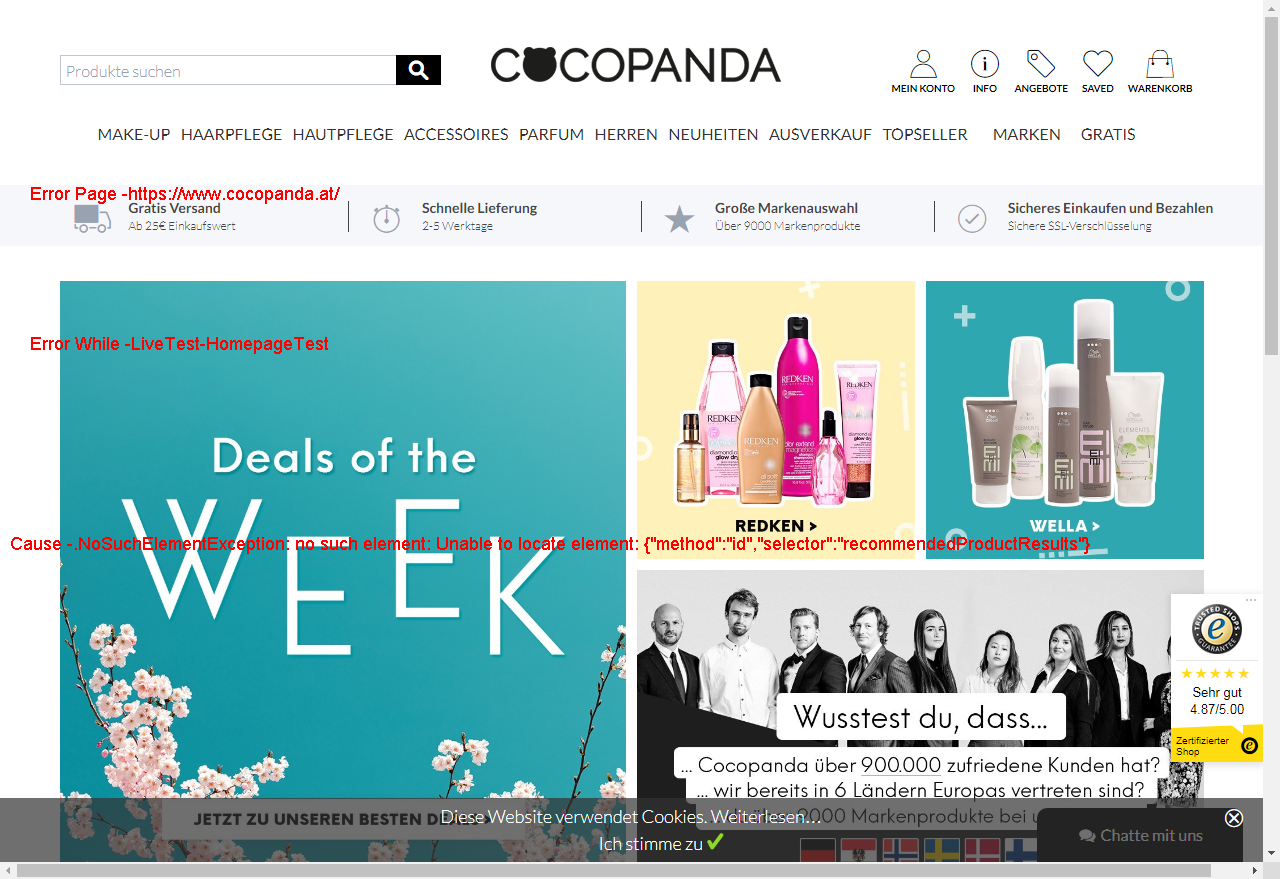 Produkte suchen
COCOPANDA
MEIN KONTO
INFO
ANGEBOTE
SAVED
WARENKORB
MAKE-UP HAARPFLEGE HAUTPFLEGE ACCESSOIRES PARFUM HERREN NEUHEITEN AUSVERKAUF TOPSELLER MARKEN GRATIS
Error Page -https://www.cocopanda.at/
Gratis Versand
Ab 25€ Einkaufswert
Schnelle Lieferung
2-5 Werktage
Große Markenauswahl
Über 9000 Markenprodukte
Sicheres Einkaufen und Bezahlen
Sichere SSL-Verschlüsselung
Error While -LiveTest-HomepageTest
Deals of the
WEEK
REDKEN >
WELLA >
Cause -.NoSuchElementException: no such element: Unable to locate element: {"method":"id","selector":"recommendedProductResults"}
Wusstest du, dass...
... Cocopanda über 900.000 zufriedene Kunden hat?
... wir bereits in 6 Ländern Europas vertreten sind?
9000 Markenprodukte bei
JETZT ZU UNSEREN BESTEN
TRUSTED SHOPS
GUARANTEE
Sehr gut
4.87/5.00
Zertifizierter
Shop
Diese Website verwendet Cookies. Weiterlesen…
Ich stimme zu
Chatte mit uns